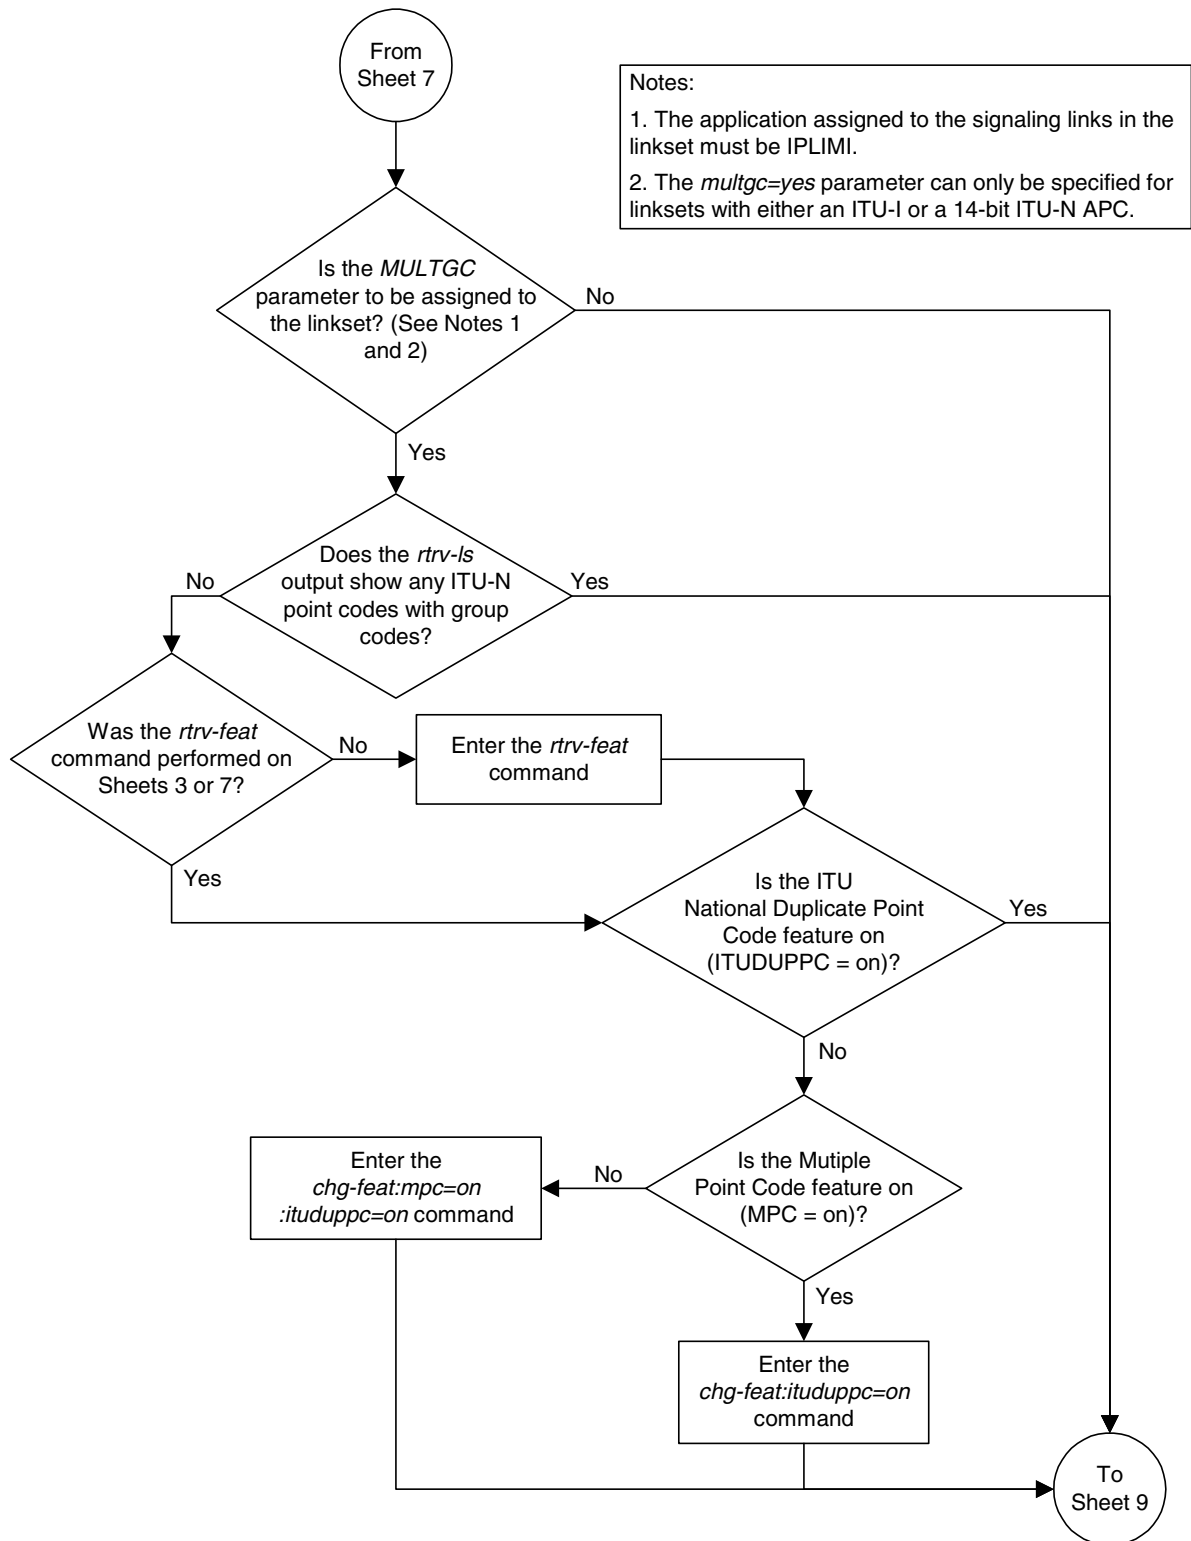 From
Sheet 7
Notes:
1. The application assigned to the signaling links in the
linkset must be IPLIMI.
2. The multgc=yes parameter can only be specified for
linksets with either an ITU-I or a 14-bit ITU-N APC.
Is the MULTGC
parameter to be assigned to
the linkset? (See Notes 1
and 2)
No
Yes
Does the rtrv-ls
output show any ITU-N
point codes with group
codes?
No
Yes
Was the rtrv-feat
command performed on
Sheets 3 or 7?
No
Enter the rtrv-feat
command
Yes
Is the ITU
National Duplicate Point
Code feature on
(ITUDUPPC = on)?
Yes
No
Is the Mutiple
Point Code feature on
(MPC = on)?
No
Enter the
chg-feat:mpc=on
:ituduppc=on command
Yes
Enter the
chg-feat:ituduppc=on
command
To
Sheet 9